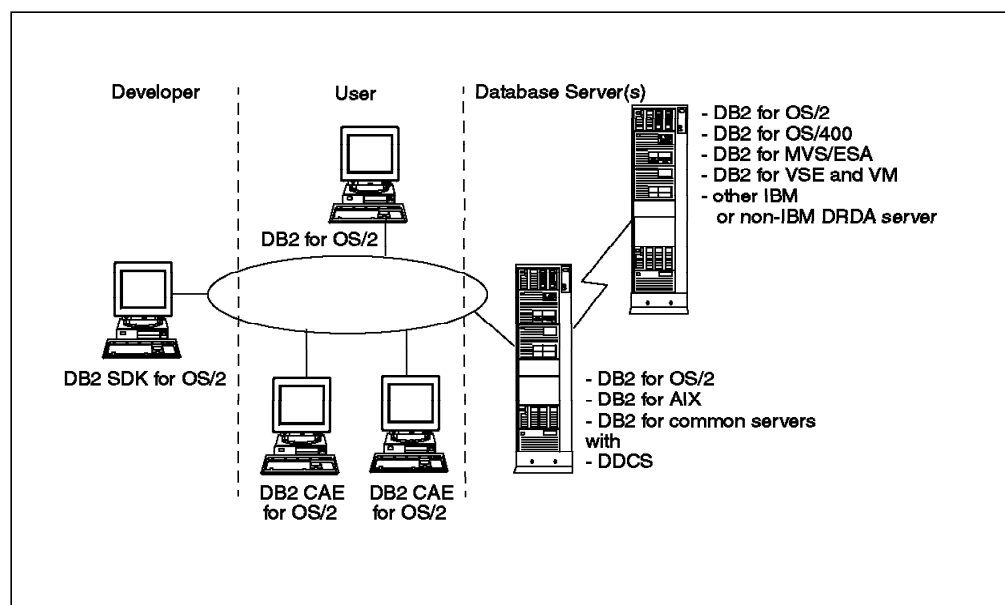 Developer
User
Database Server(s)
- DB2 for OS/2
- DB2 for OS/400
- DB2 for MVS/ESA
- DB2 for VSE and VM
- other IBM
or non-IBM DRDA server
DB2 for OS/2
DB2 SDK for OS/2
DB2 CAE
for OS/2
DB2 CAE
for OS/2
- DB2 for OS/2
- DB2 for AIX
- DB2 for common servers
with
- DDCS